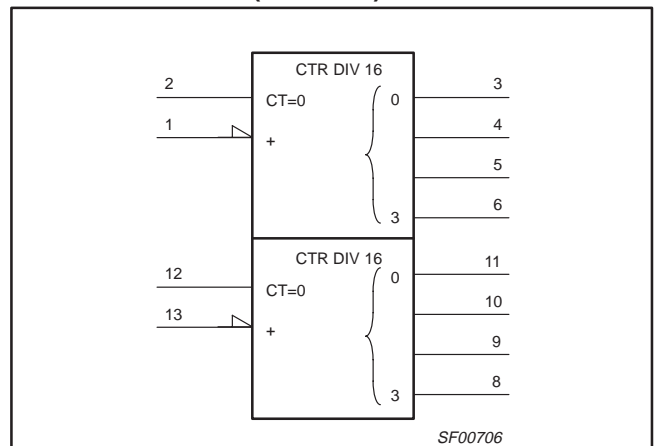 CTR DIV 16
2 CT=0 0 3
1 + 4
5
3 6
CTR DIV 16
12 CT=0 0 11
13 + 10
9
3 8
SF00706